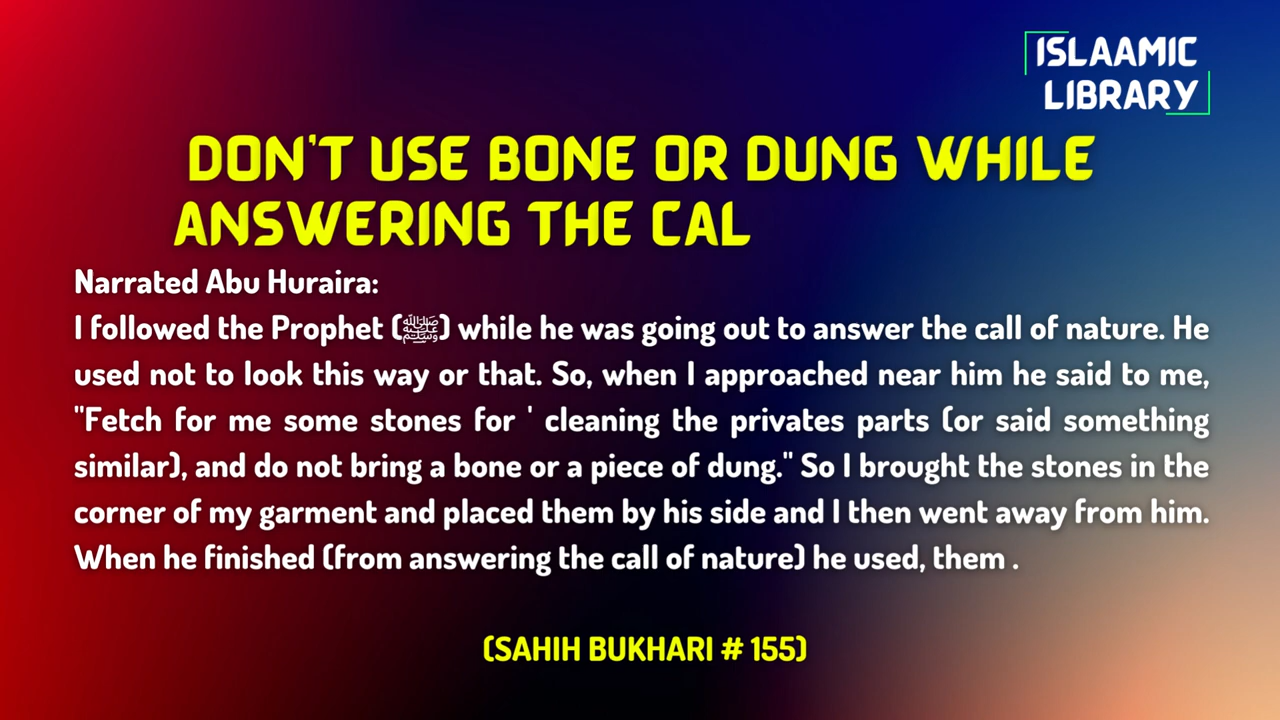 ISLAAMIC
LIBRARY
DON'T USE BONE OR DUNG WHILE
ANSWERING THE CAL
Narrated Abu Huraira:
I followed the Prophet (ﷺ) while he was going out to answer the call of nature. He
used not to look this way or that. So, when I approached near him he said to me,
"Fetch for me some stones for ' cleaning the privates parts (or said something
similar), and do not bring a bone or a piece of dung." So I brought the stones in the
corner of my garment and placed them by his side and I then went away from him.
When he finished (from answering the call of nature) he used, them .
(SAHIH BUKHARI # 155)